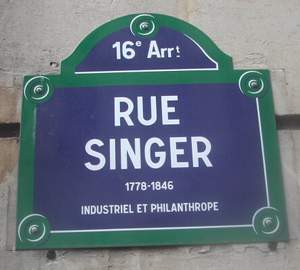 16e Arrt
RUE
SINGER
1778-1846
INDUSTRIEL ET PHILANTHROPE